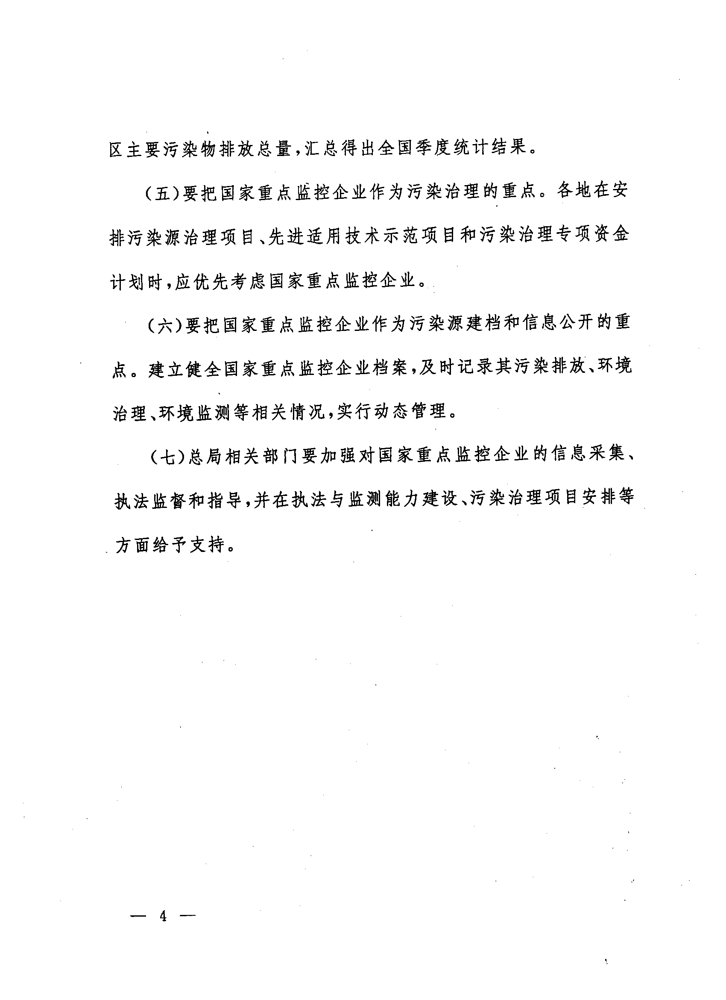 区主要污染物排放总量,汇总得出全国季度统计结果。
(五)要把国家重点监控企业作为污染治理的重点。各地在安
排污染源治理项目、先进适用技术示范项目和污染治理专项资金
计划时,应优先考虑国家重点监控企业。
(六)要把国家重点监控企业作为污染源建档和信息公开的重
点。建立健全国家重点监控企业档案,及时记录其污染排放、环境
治理、环境监测等相关情况,实行动态管理。
(七)总局相关部门要加强对国家重点监控企业的信息采集、
执法监督和指导,并在执法与监测能力建设、污染治理项目安排等
方面给予支持。
— 4 —